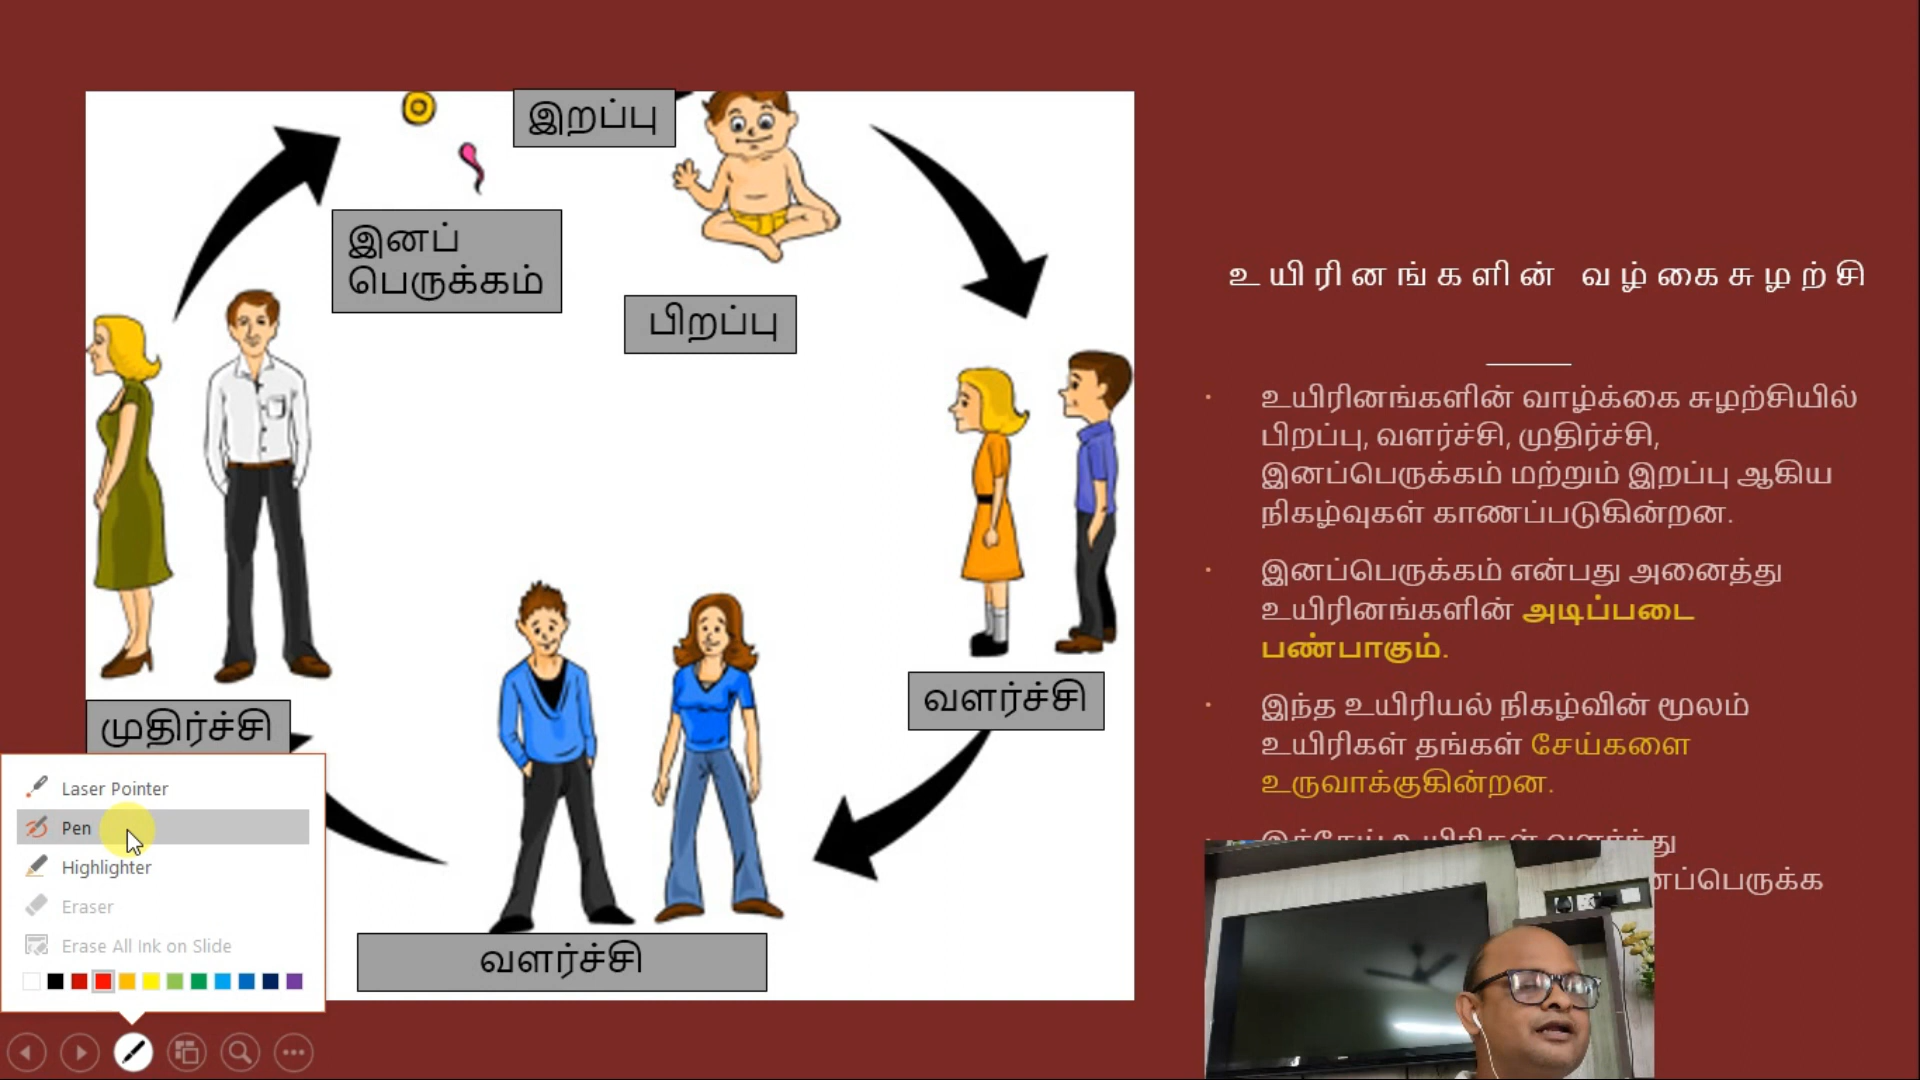 இறப்பு
இனப்
பெருக்கம்
பிறப்பு
வளர்ச்சி
முதிர்ச்சி
வளர்ச்சி
உயிரினங்களின் வழ்கைசுழற்சி
உயிரினங்களின் வாழ்க்கை சுழற்சியில்
பிறப்பு, வளர்ச்சி, முதிர்ச்சி,
இனப்பெருக்கம் மற்றும் இறப்பு ஆகிய
நிகழ்வுகள் காணப்படுகின்றன.
இனப்பெருக்கம் என்பது அனைத்து
உயிரினங்களின் அடிப்படை
பண்பாகும்.
இந்த உயிரியல் நிகழ்வின் மூலம்
உயிரிகள் தங்கள் சேய்களை
உருவாக்குகின்றன.
Laser Pointer
Pen
Highlighter
Eraser
Erase All Ink on Slide